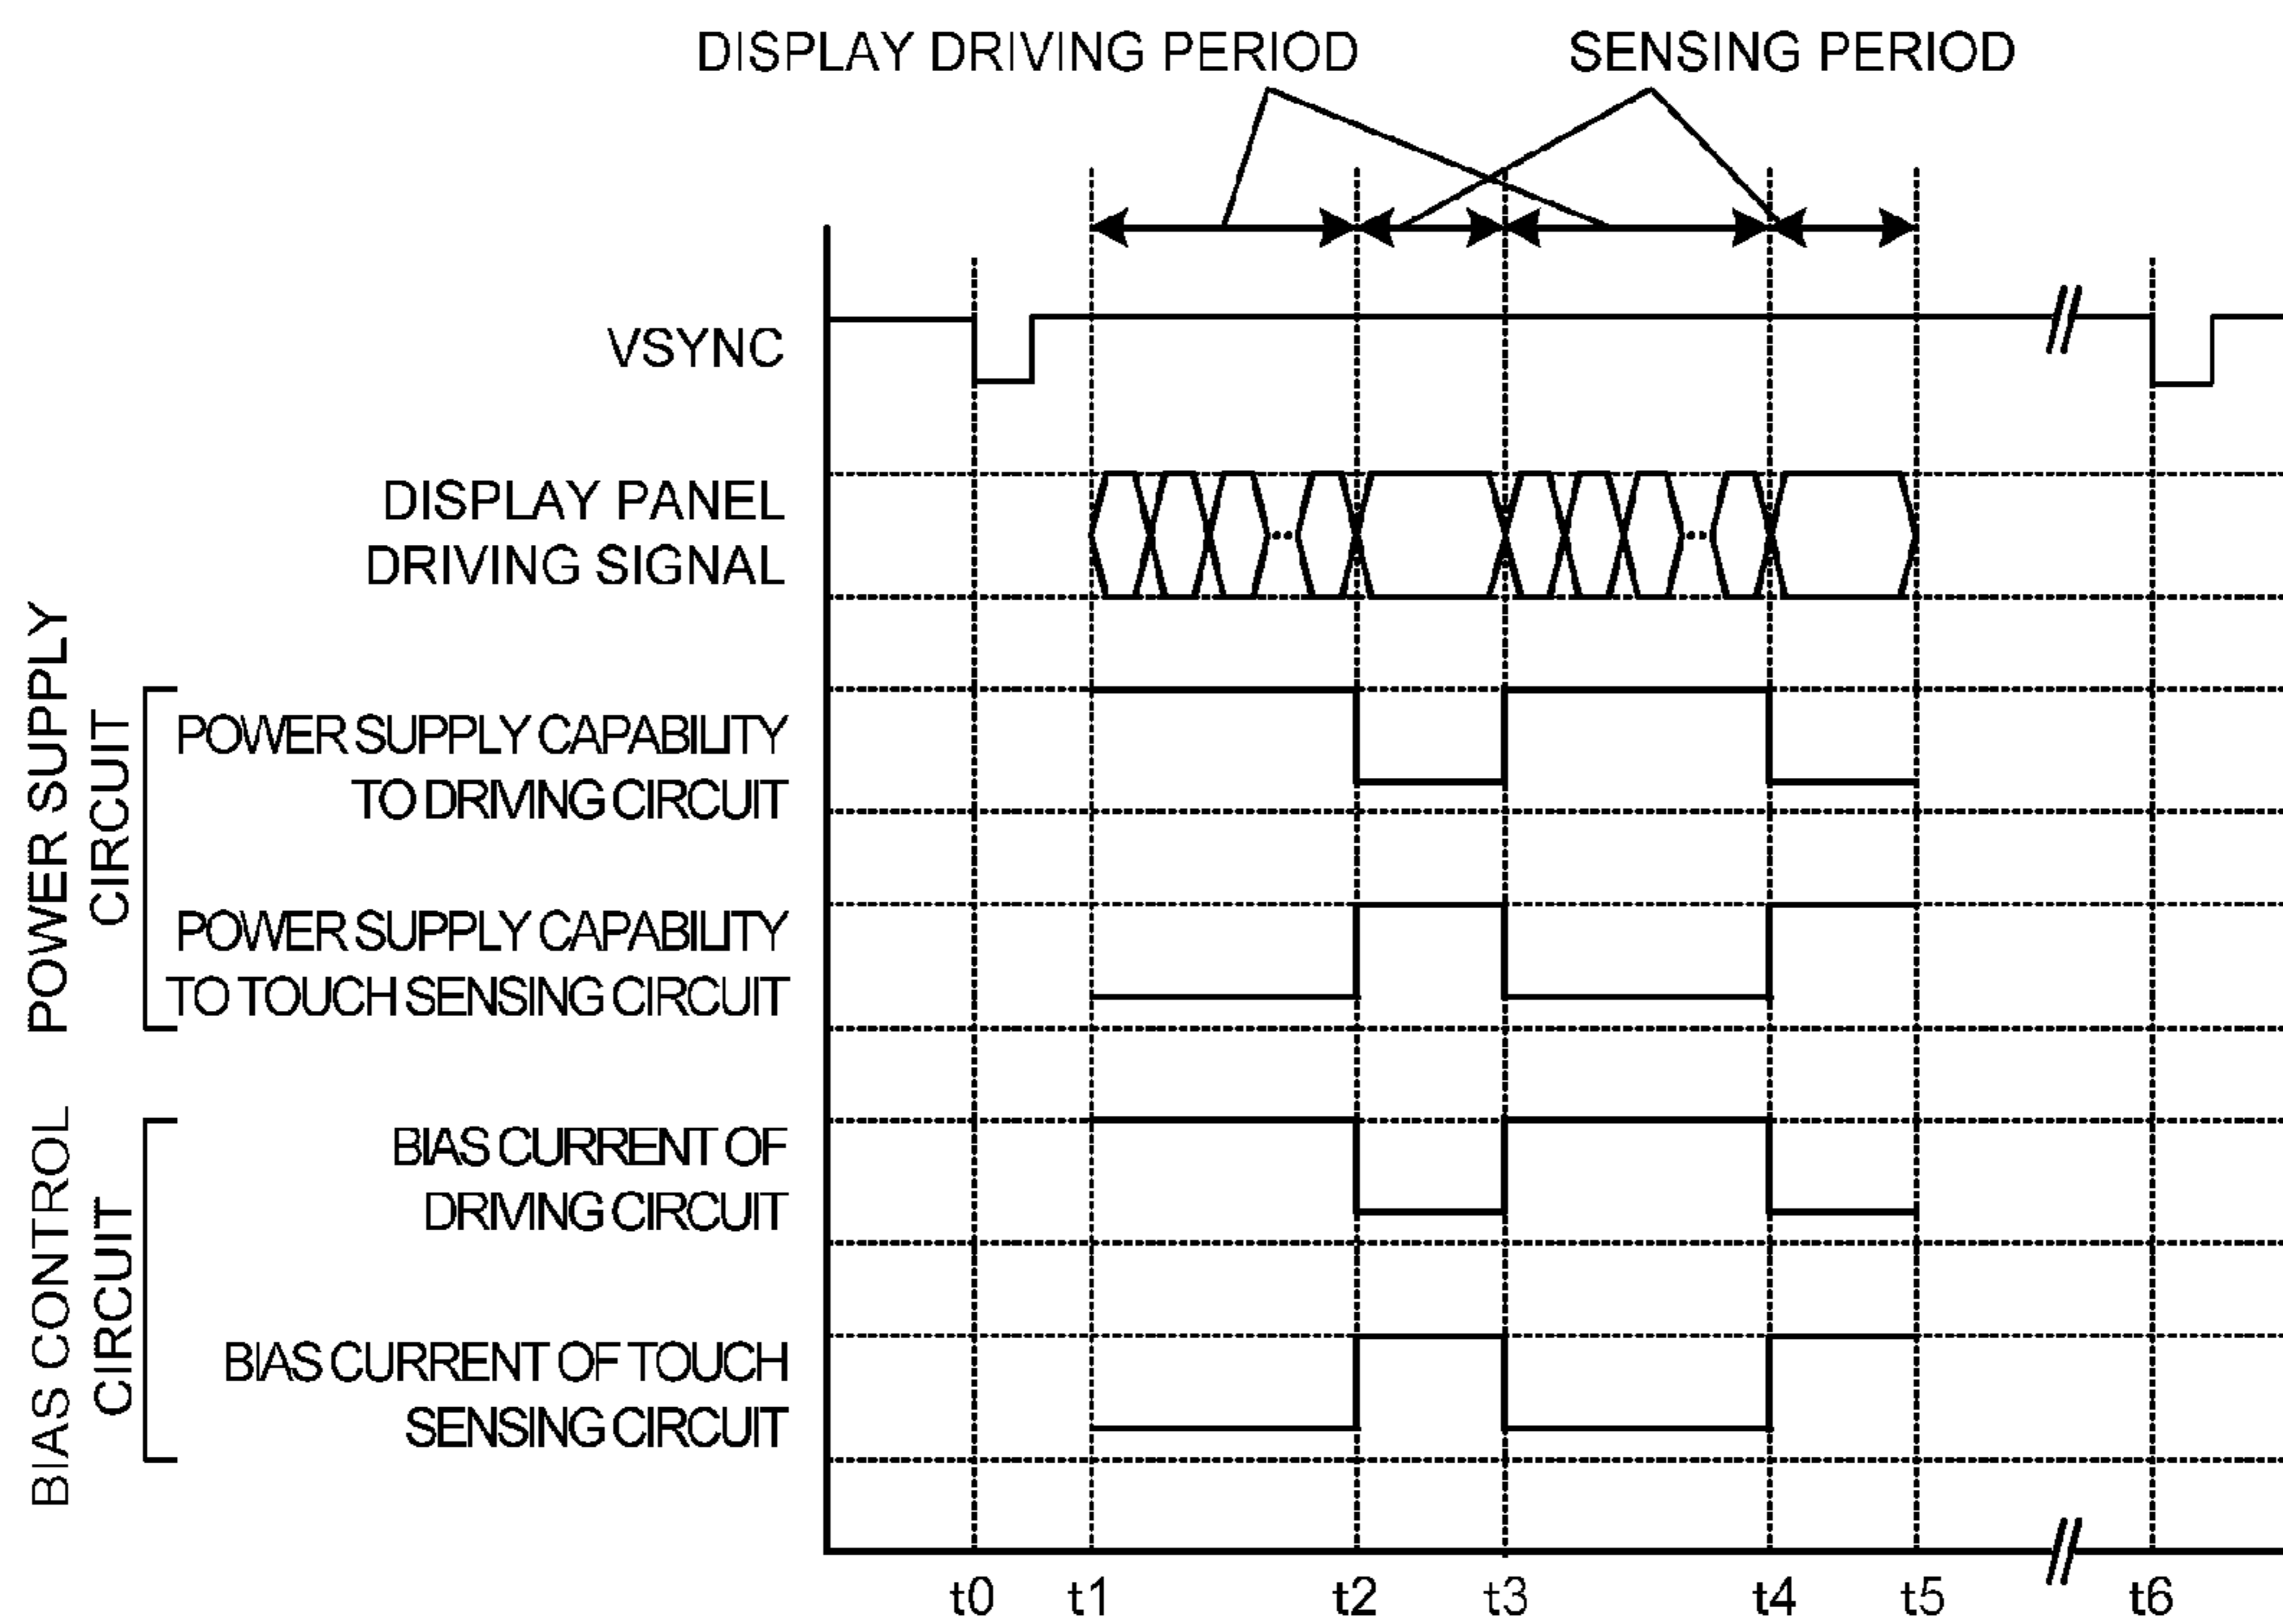 DISPLAY DRIVING PERIOD
SENSING PERIOD
VSYNC
DISPLAY PANEL
DRIVING SIGNAL
POWER SUPPLY
CIRCUIT
POWER SUPPLY CAPABILITY
TO DRIVING CIRCUIT
POWER SUPPLY CAPABILITY
TO TOUCH SENSING CIRCUIT
BIAS CONTROL
CIRCUIT
BIAS CURRENT OF
DRIVING CIRCUIT
BIAS CURRENT OF TOUCH
SENSING CIRCUIT
t0 t1 t2 t3 t4 t5 t6